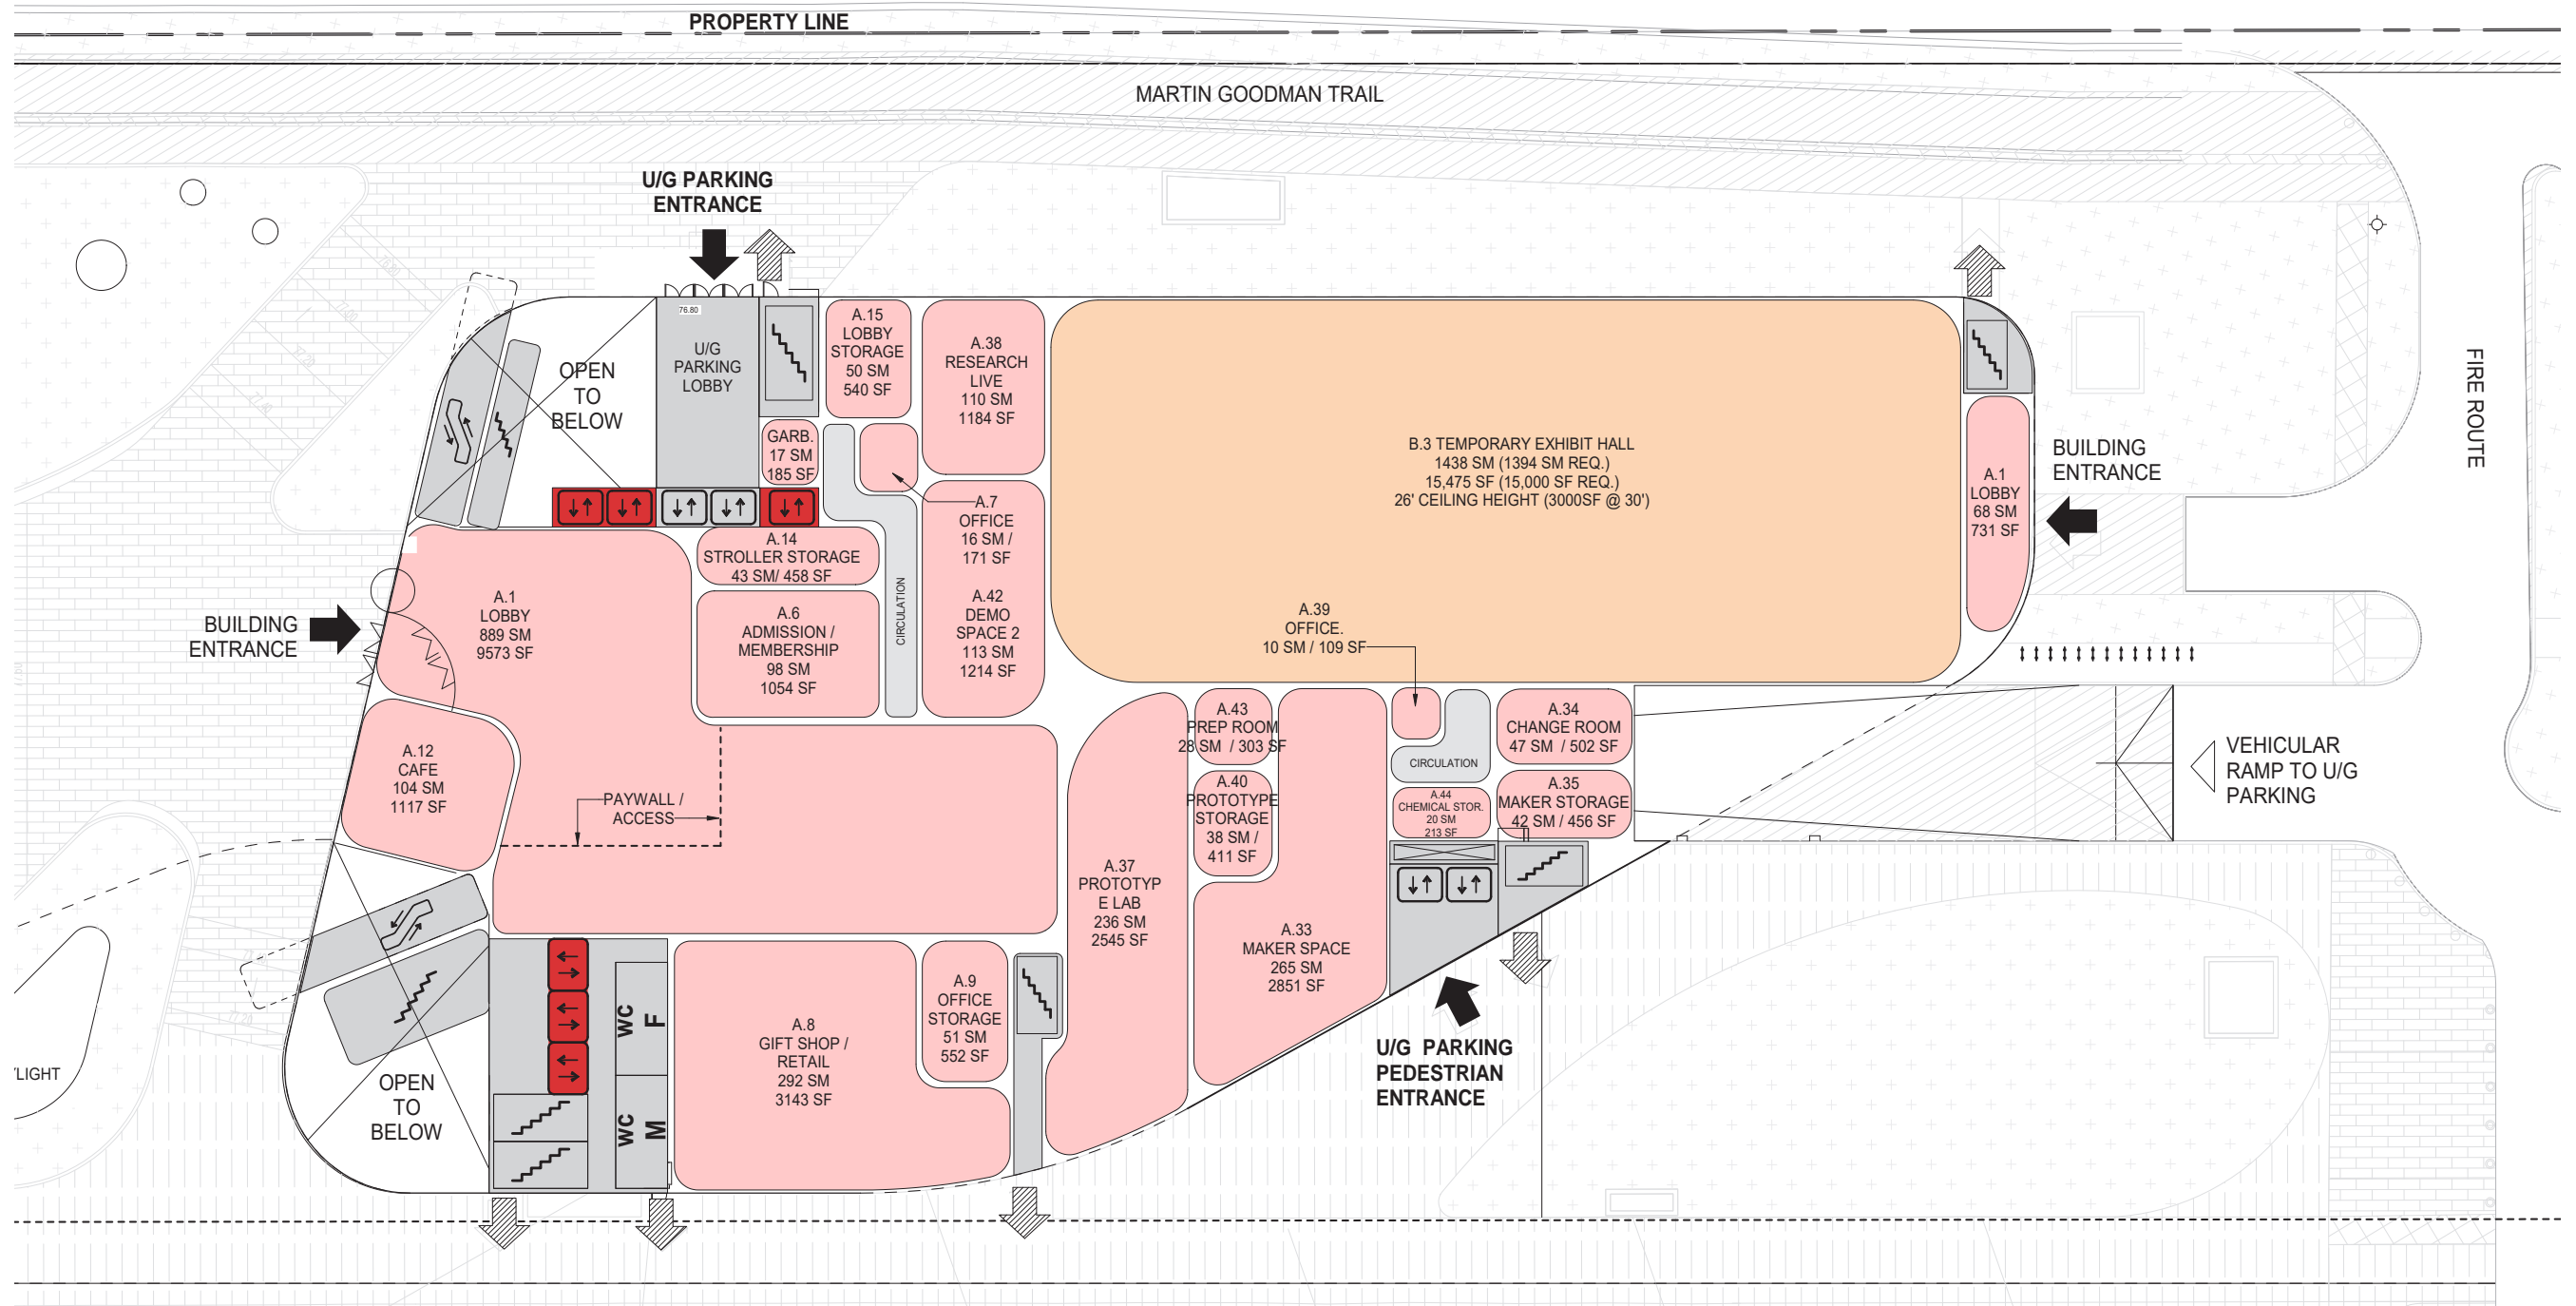 PROPERTY LINE
MARTIN GOODMAN TRAIL
U/G PARKING
ENTRANCE
76.80
U/G
PARKING
LOBBY
OPEN
TO
BELOW
A.15
LOBBY
STORAGE
50 SM
540 SF
A.38
RESEARCH
LIVE
110 SM
1184 SF
GARB.
17 SM
185 SF
A.7
OFFICE
16 SM /
171 SF
A.42
DEMO
SPACE 2
113 SM
1214 SF
B.3 TEMPORARY EXHIBIT HALL
1438 SM (1394 SM REQ.)
15,475 SF (15,000 SF REQ.)
26' CEILING HEIGHT (3000SF @ 30')
A.1
LOBBY
68 SM
731 SF
BUILDING
ENTRANCE
FIRE ROUTE
A.14
STROLLER STORAGE
43 SM/ 458 SF
A.6
ADMISSION /
MEMBERSHIP
98 SM
1054 SF
CIRCULATION
A.1
LOBBY
889 SM
9573 SF
BUILDING
ENTRANCE
A.39
OFFICE.
10 SM / 109 SF
A.12
CAFE
104 SM
1117 SF
PAYWALL /
ACCESS
A.43
PREP ROOM
28 SM / 303 SF
A.40
PROTOTYPE
STORAGE
38 SM /
411 SF
CIRCULATION
A.34
CHANGE ROOM
47 SM / 502 SF
A.44
CHEMICAL STOR.
20 SM
213 SF
A.35
MAKER STORAGE
42 SM / 456 SF
VEHICULAR
RAMP TO U/G
PARKING
A.37
PROTOTYP
E LAB
236 SM
2545 SF
A.33
MAKER SPACE
265 SM
2851 SF
A.9
OFFICE
STORAGE
51 SM
552 SF
A.8
GIFT SHOP /
RETAIL
292 SM
3143 SF
WC
F
WC
M
OPEN
TO
BELOW
U/G PARKING
PEDESTRIAN
ENTRANCE
'LIGHT